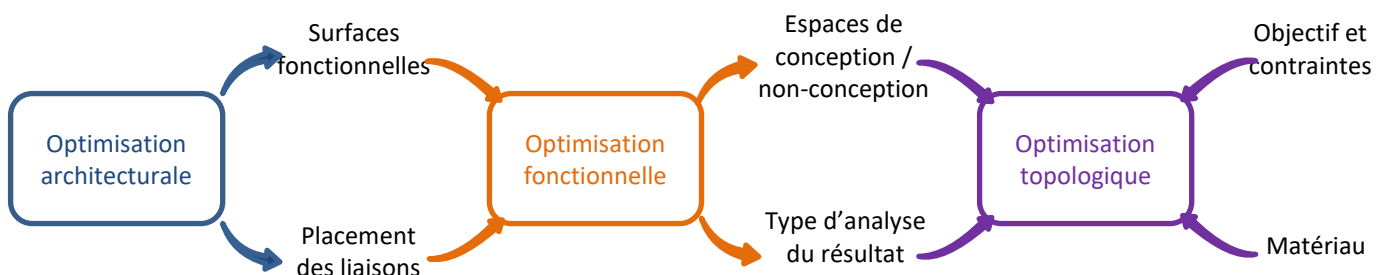 Optimisation
architecturale
Surfaces
fonctionnelles
Placement
des liaisons
Optimisation
fonctionnelle
Espaces de
conception /
non-conception
Type d’analyse
du résultat
Optimisation
topologique
Objectif et
contraintes
Matériau